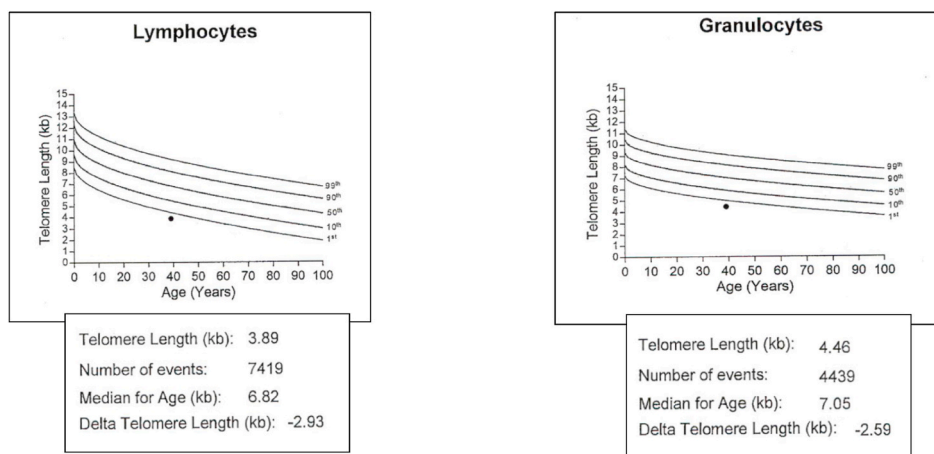 Lymphocytes
Telomere Length (kb)
15
14
13
12
11
10
9
8
7
6
5
4
3
2
1
0
99th
90th
50th
10th
1st
0 10 20 30 40 50 60 70 80 90 100
Age (Years)
Telomere Length (kb): 3.89
Number of events: 7419
Median for Age (kb): 6.82
Delta Telomere Length (kb): -2.93
Granulocytes
Telomere Length (kb)
15
14
13
12
11
10
9
8
7
6
5
4
3
2
1
0
99th
90th
50th
10th
1st
0 10 20 30 40 50 60 70 80 90 100
Age (Years)
Telomere Length (kb): 4.46
Number of events: 4439
Median for Age (kb): 7.05
Delta Telomere Length (kb): -2.59